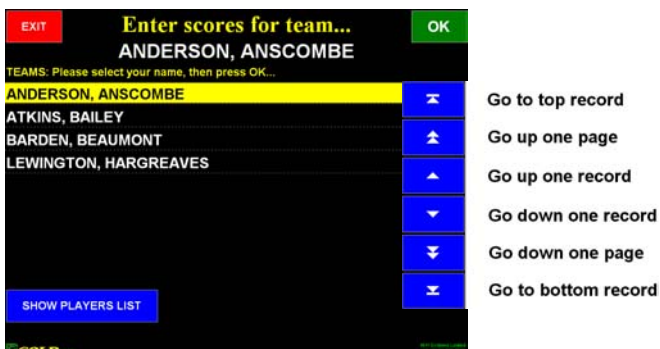 EXIT
Enter scores for team...
OK
ANDERSON, ANSCOMBE
TEAMS: Please select your name, then press OK...
ANDERSON, ANSCOMBE
ATKINS, BAILEY
BARDEN, BEAUMONT
LEWINGTON, HARGREAVES
Go to top record
Go up one page
Go up one record
Go down one record
Go down one page
Go to bottom record
SHOW PLAYERS LIST
GOLD